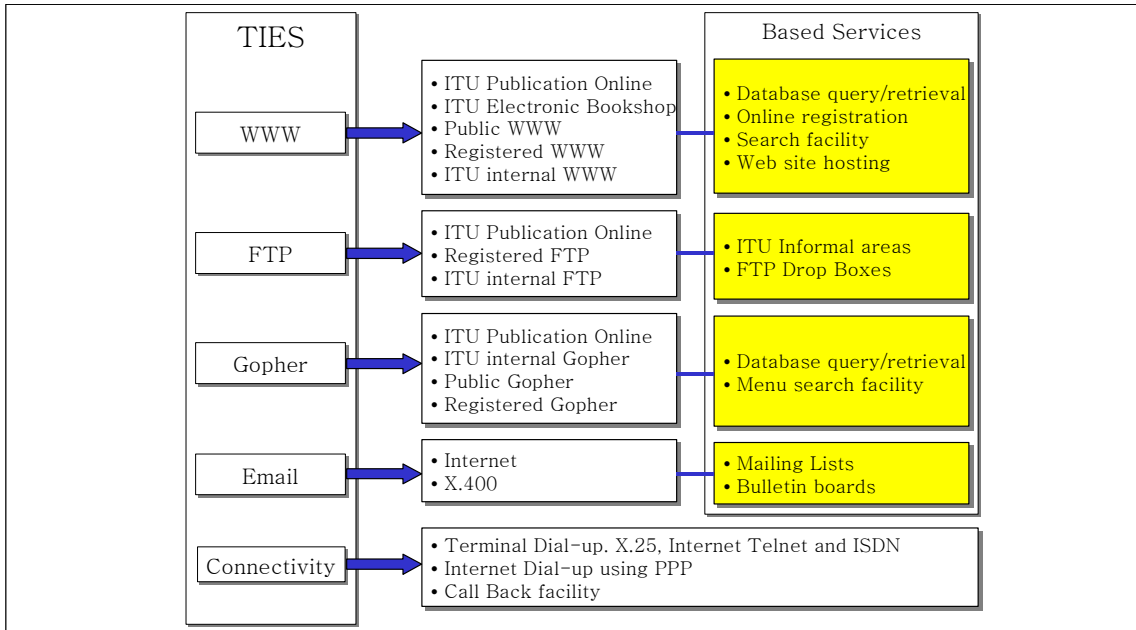 TIES
Based Services
WWW
• ITU Publication Online
• ITU Electronic Bookshop
• Public WWW
• Registered WWW
• ITU internal WWW
• Database query/retrieval
• Online registration
• Search facility
• Web site hosting
FTP
• ITU Publication Online
• Registered FTP
• ITU internal FTP
• ITU Informal areas
• FTP Drop Boxes
Gopher
• ITU Publication Online
• ITU internal Gopher
• Public Gopher
• Registered Gopher
• Database query/retrieval
• Menu search facility
Email
• Internet
• X.400
• Mailing Lists
• Bulletin boards
Connectivity
• Terminal Dial-up. X.25, Internet Telnet and ISDN
• Internet Dial-up using PPP
• Call Back facility